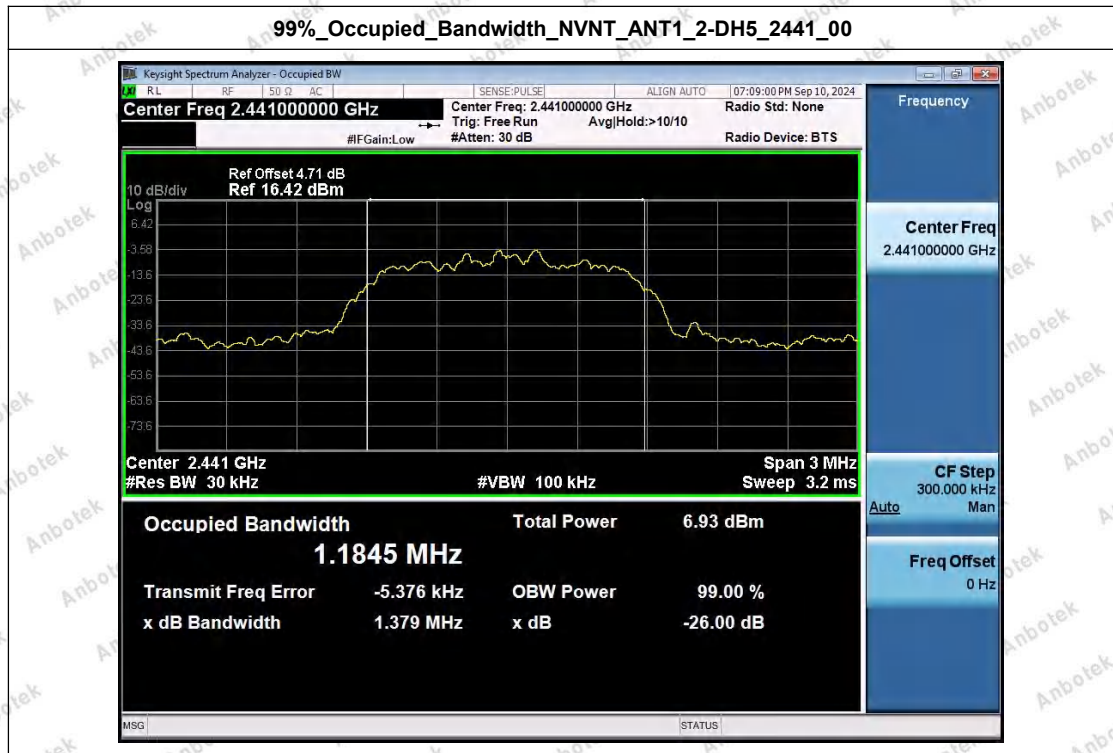 99%_Occupied_Bandwidth_NVNT_ANT1_2-DH5_2441_00
Keysight Spectrum Analyzer - Occupied BW
LXI RL RF 50 Ω AC SENSE:PULSE ALIGN AUTO 07:09:00 PM Sep 10, 2024
Center Freq 2.441000000 GHz
Center Freq: 2.441000000 GHz Radio Std: None
Trig: Free Run Avg|Hold:>10/10
#IFGain:Low #Atten: 30 dB Radio Device: BTS
Ref Offset 4.71 dB
10 dB/div Ref 16.42 dBm
Log
6.42
-3.58
-13.6
-23.6
-33.6
-43.6
-53.6
-63.6
-73.6
Center 2.441 GHz Span 3 MHz
#Res BW 30 kHz #VBW 100 kHz Sweep 3.2 ms
Occupied Bandwidth Total Power 6.93 dBm
1.1845 MHz
Transmit Freq Error -5.376 kHz OBW Power 99.00 %
x dB Bandwidth 1.379 MHz x dB -26.00 dB
MSG STATUS
Frequency
Center Freq
2.441000000 GHz
CF Step
300.000 kHz
Auto Man
Freq Offset
0 Hz
Anbotek